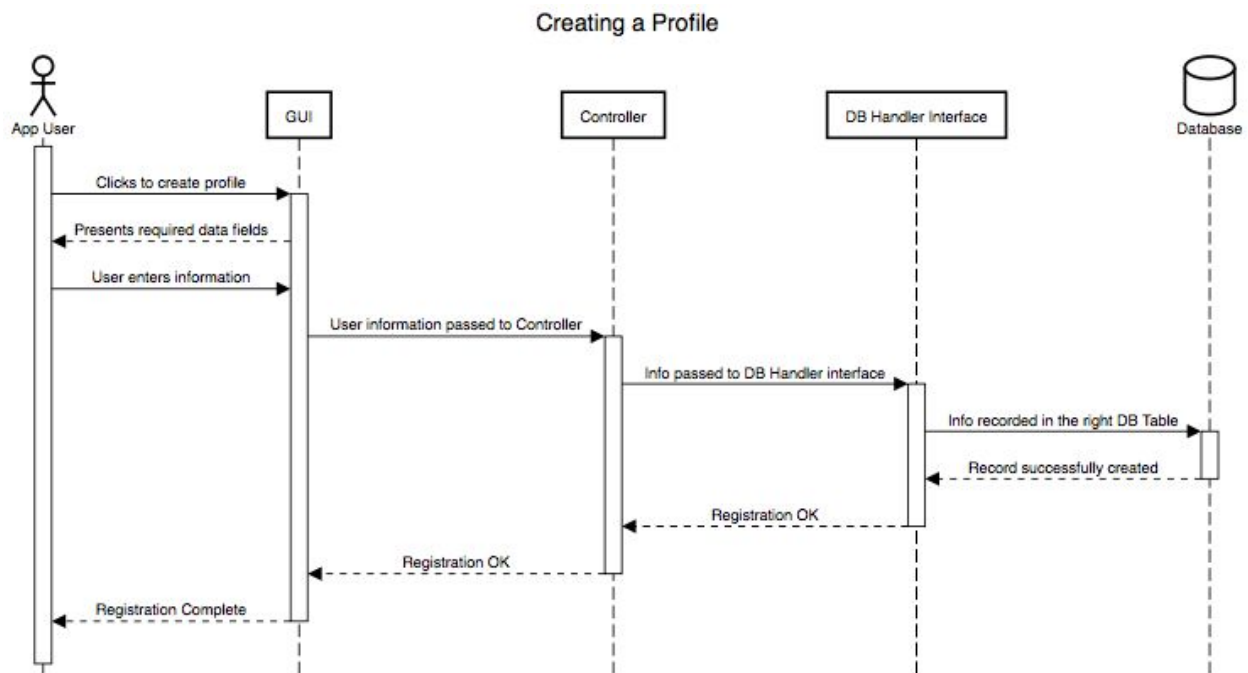 Creating a Profile
App User
GUI
Controller
DB Handler Interface
Database
Clicks to create profile
Presents required data fields
User enters information
User information passed to Controller
Info passed to DB Handler interface
Info recorded in the right DB Table
Record successfully created
Registration OK
Registration OK
Registration Complete